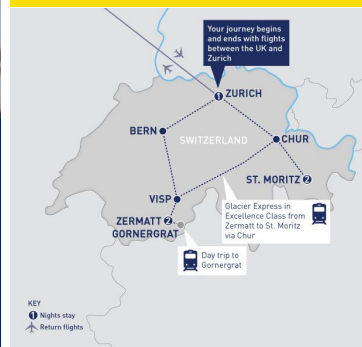 Your journey begins
and ends with flights
between the UK and
Zurich
1 ZURICH
BERN
SWITZERLAND
CHUR
ST. MORITZ 2
VISP
Glacier Express in
Excellence Class from
Zermatt to St. Moritz
via Chur
ZERMATT 2
GORNERGRAT
Day trip to
Gornergrat
KEY
1 Nights stay
Return flights